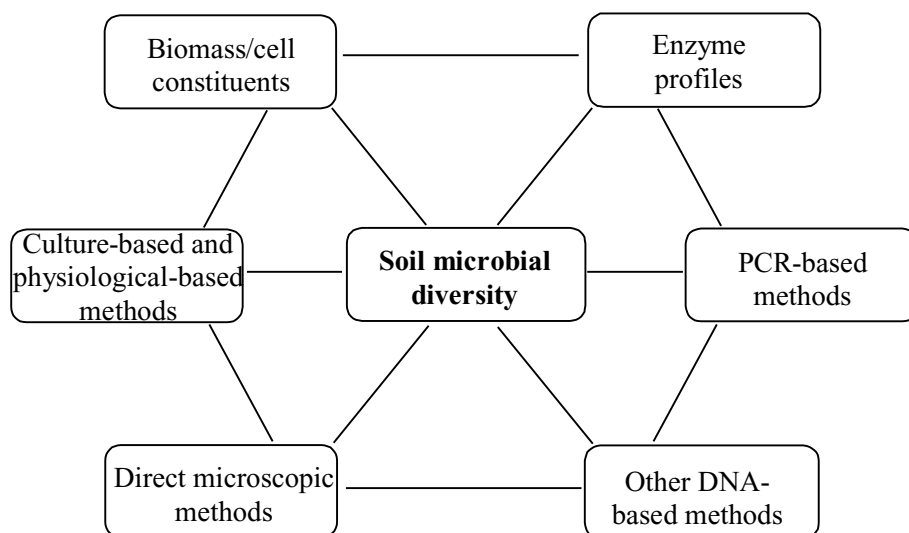 Biomass/cell
constituents
Enzyme
profiles
Culture-based and
physiological-based
methods
Soil microbial
diversity
PCR-based
methods
Direct microscopic
methods
Other DNA-
based methods